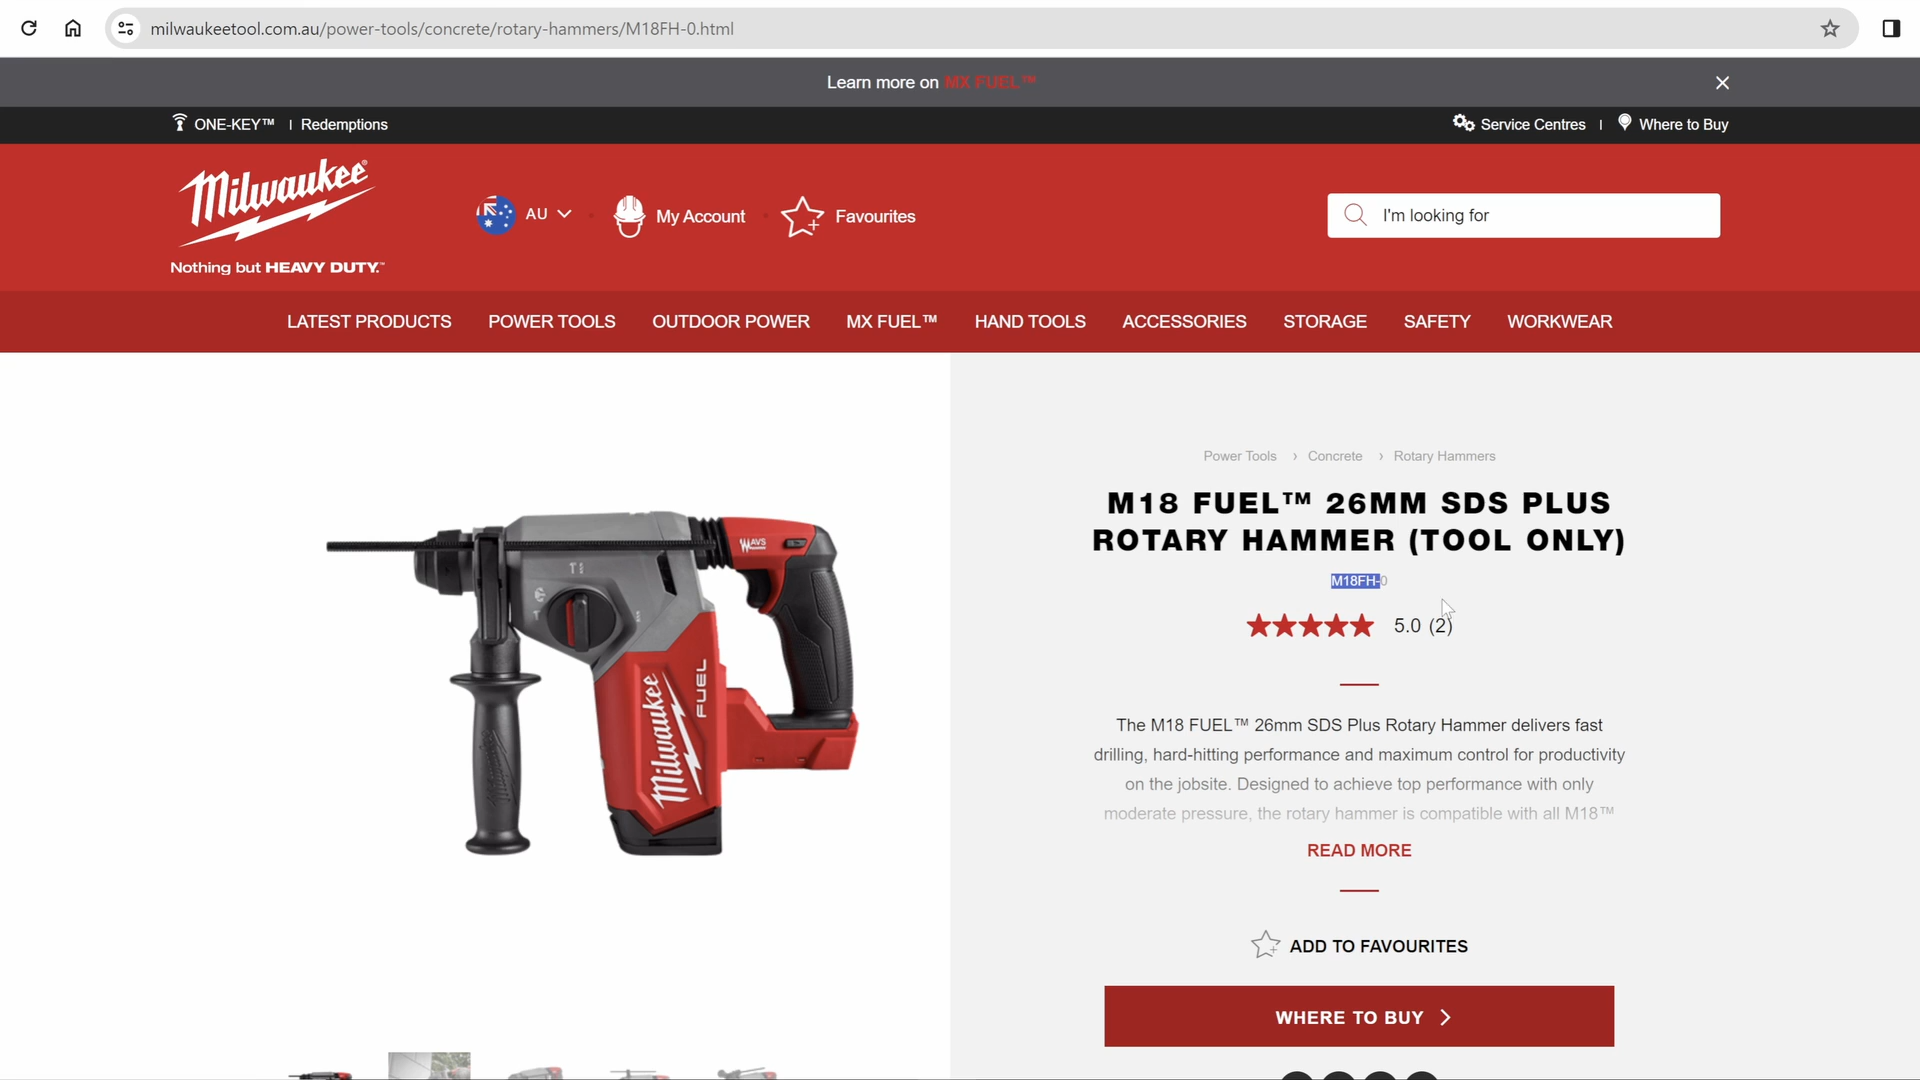 milwaukeetool.com.au/power-tools/concrete/rotary-hammers/M18FH-0.html
Learn more on MX FUEL™
ONE-KEY™ | Redemptions
Service Centres | Where to Buy
Milwaukee®
Nothing but HEAVY DUTY.™
AU
My Account
Favourites
I'm looking for
LATEST PRODUCTS POWER TOOLS OUTDOOR POWER MX FUEL™ HAND TOOLS ACCESSORIES STORAGE SAFETY WORKWEAR
Power Tools › Concrete › Rotary Hammers
M18 FUEL™ 26MM SDS PLUS
ROTARY HAMMER (TOOL ONLY)
M18FH-0
5.0 (2)
The M18 FUEL™ 26mm SDS Plus Rotary Hammer delivers fast
drilling, hard-hitting performance and maximum control for productivity
on the jobsite. Designed to achieve top performance with only
moderate pressure, the rotary hammer is compatible with all M18™
READ MORE
ADD TO FAVOURITES
WHERE TO BUY
AVS
Milwaukee
FUEL
Milwaukee